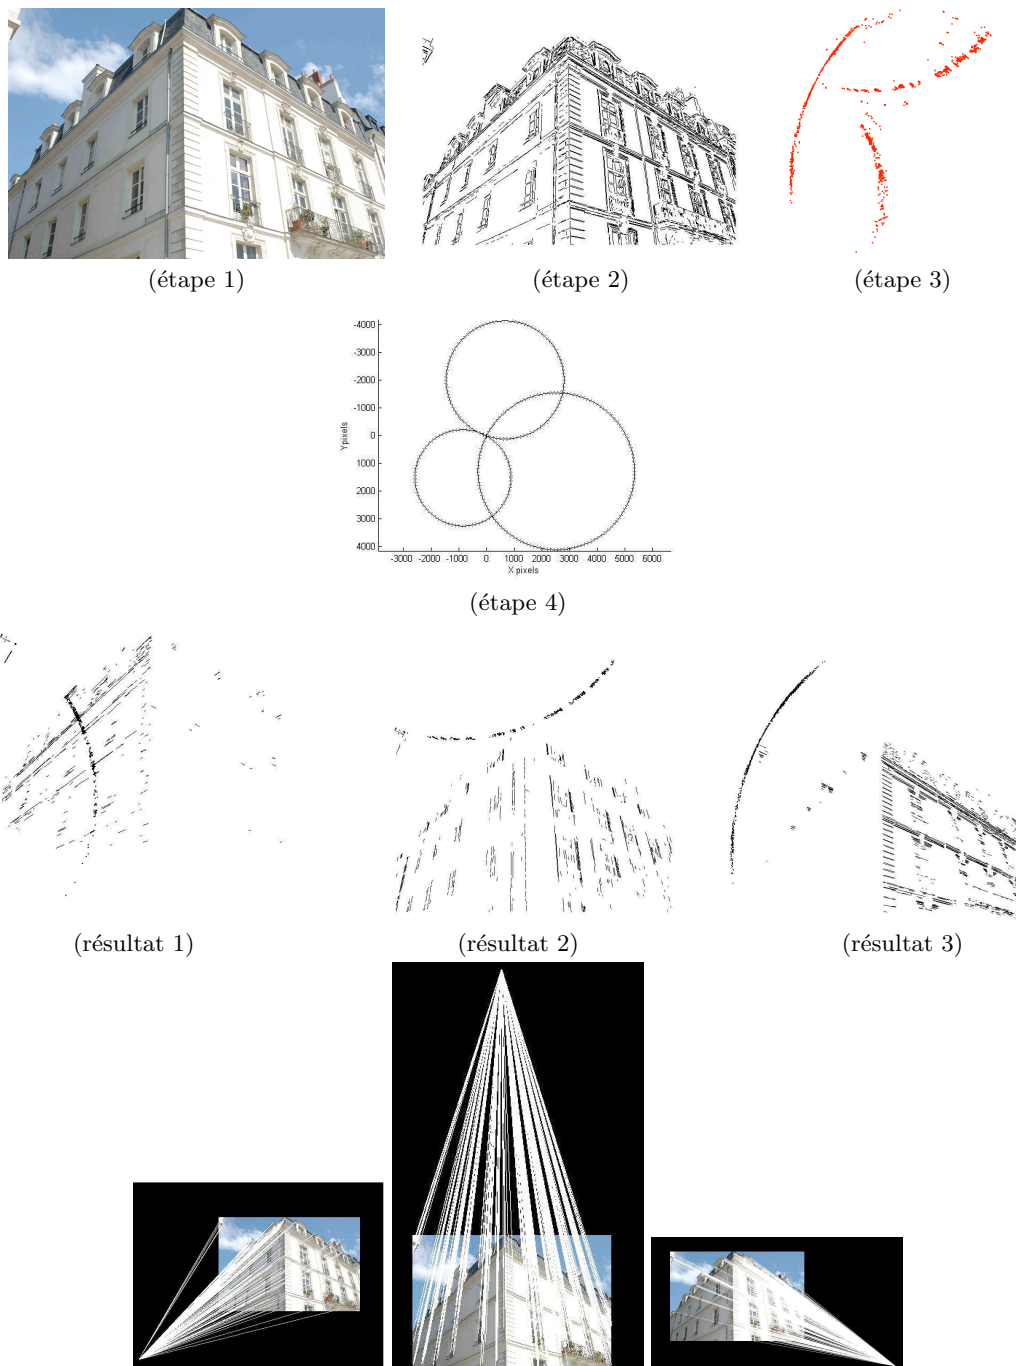 (étape 1)
(étape 2)
(étape 3)
-4000
-3000
-2000
-1000
0
1000
2000
3000
4000
Ypixels
-3000 -2000 -1000 0 1000 2000 3000 4000 5000 6000
X pixels
(étape 4)
(résultat 1)
(résultat 2)
(résultat 3)